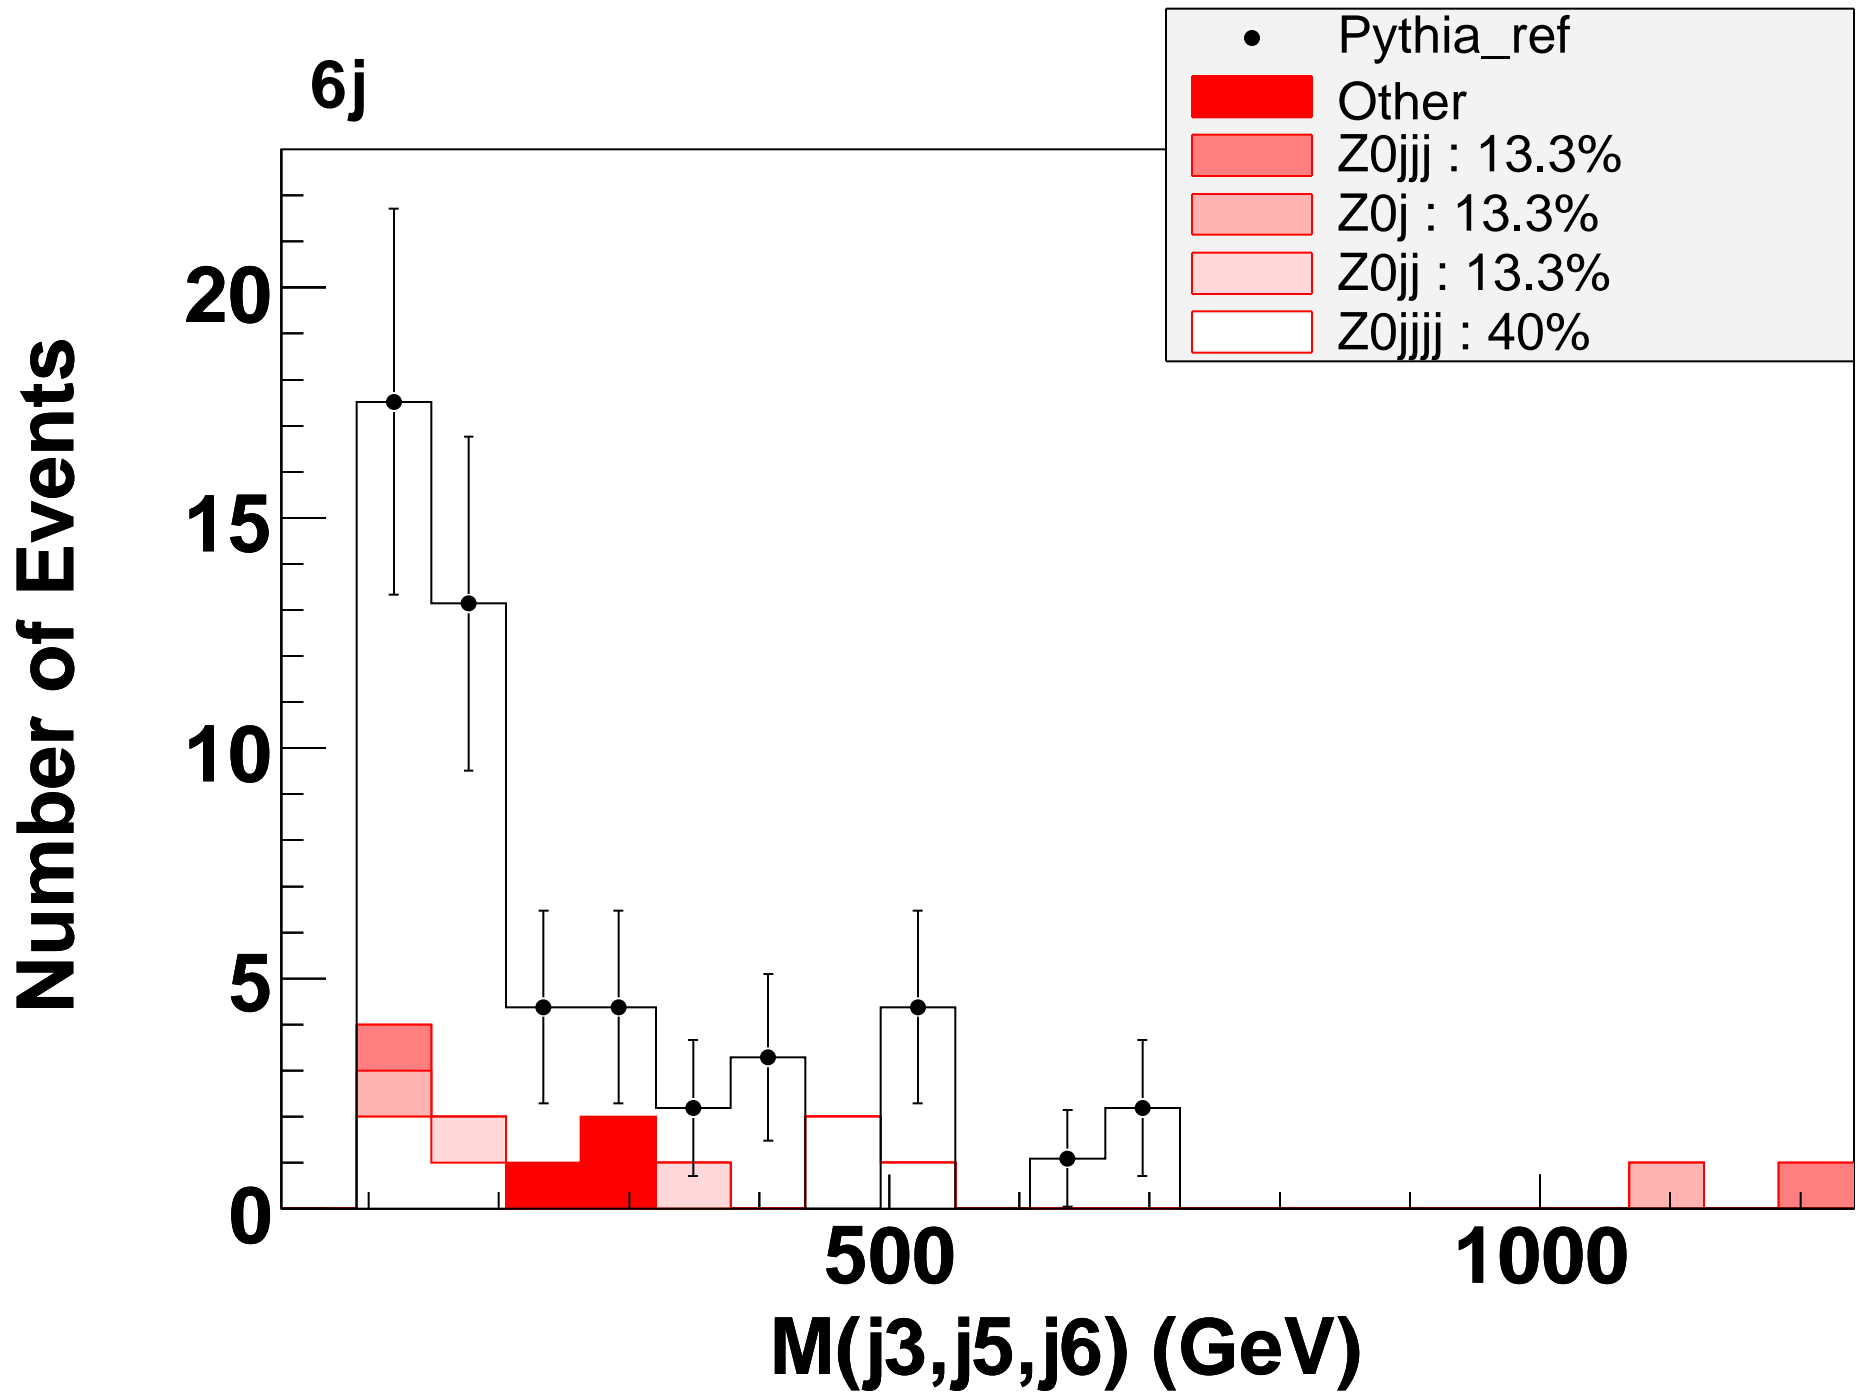 6j
Pythia_ref
Other
Z0jjj : 13.3%
Z0j : 13.3%
Z0jj : 13.3%
Z0jjjj : 40%
Number of Events
20
15
10
5
0
500
1000
M(j3,j5,j6) (GeV)